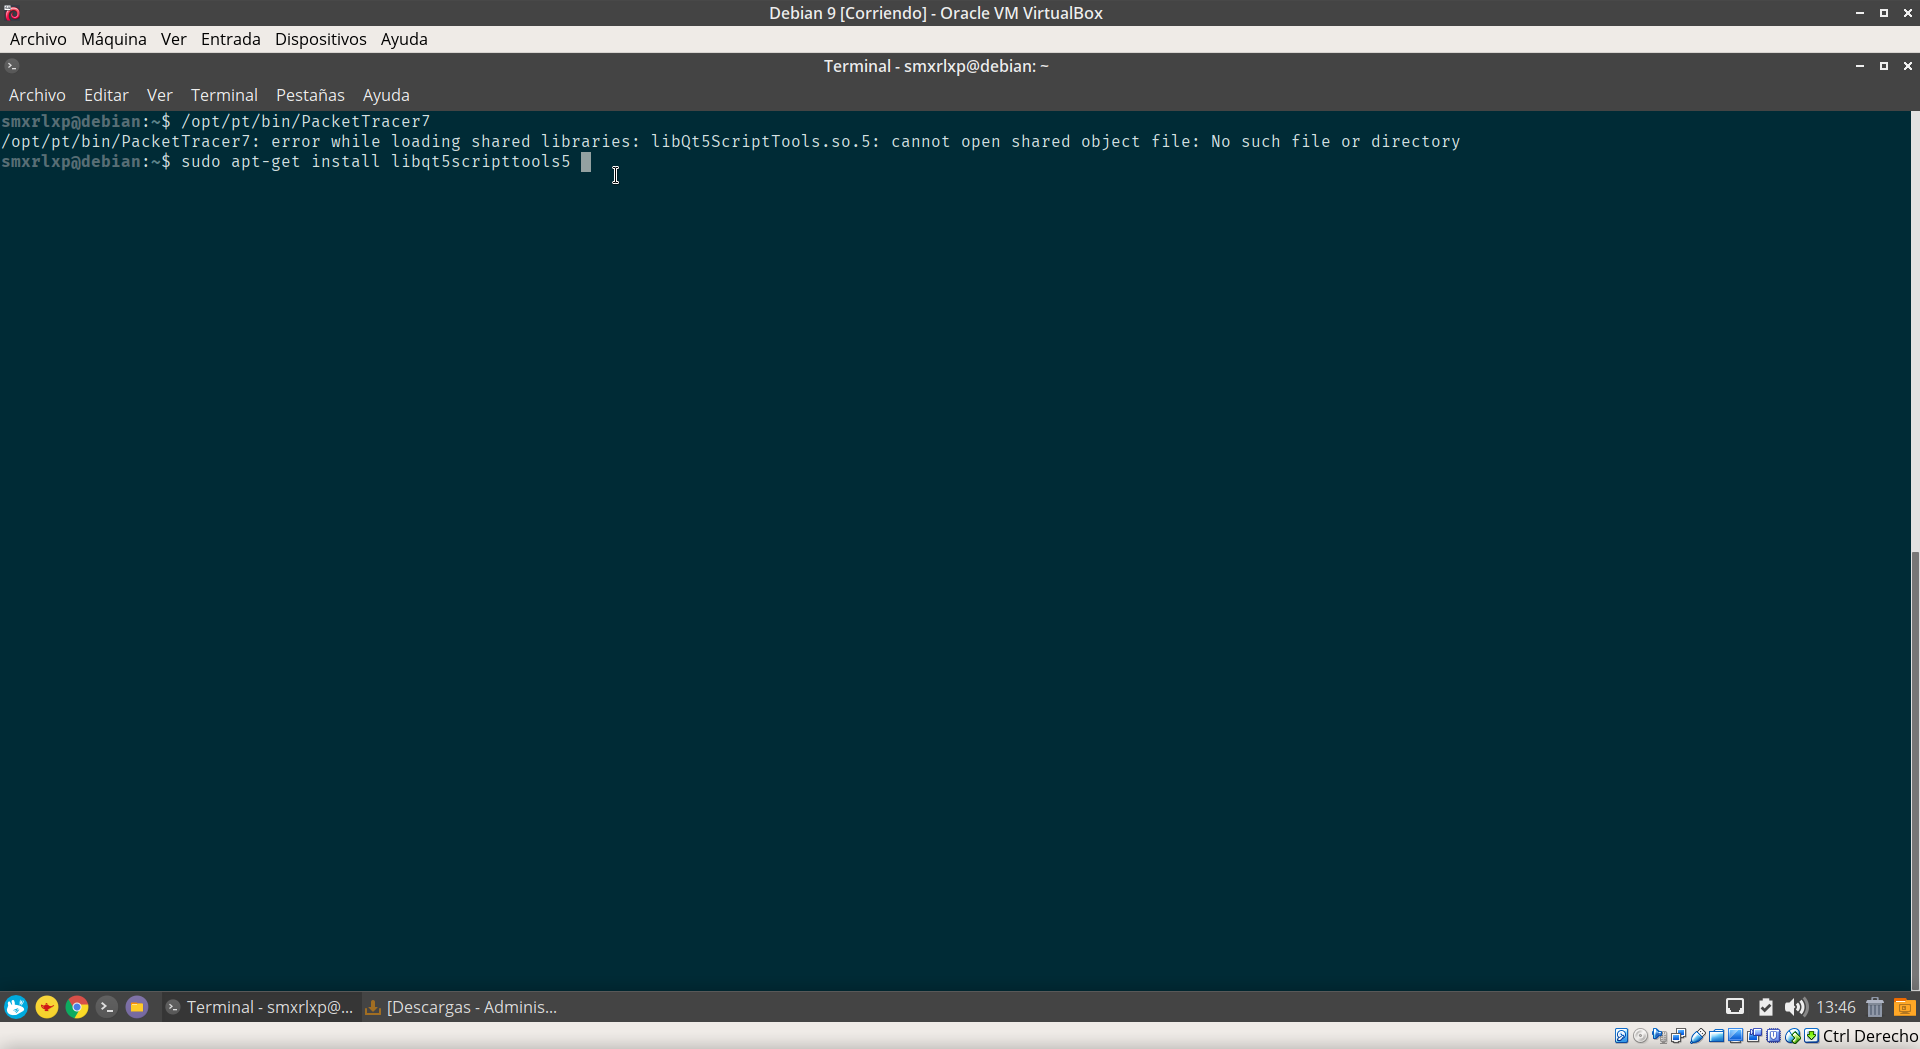 Debian 9 [Corriendo] - Oracle VM VirtualBox
Archivo Máquina Ver Entrada Dispositivos Ayuda
Terminal - smxrlxp@debian: ~
Archivo Editar Ver Terminal Pestañas Ayuda
smxrlxp@debian:~$ /opt/pt/bin/PacketTracer7
/opt/pt/bin/PacketTracer7: error while loading shared libraries: libQt5ScriptTools.so.5: cannot open shared object file: No such file or directory
smxrlxp@debian:~$ sudo apt-get install libqt5scripttools5
Terminal - smxrlxp@... [Descargas - Adminis... 13:46
Ctrl Derecho